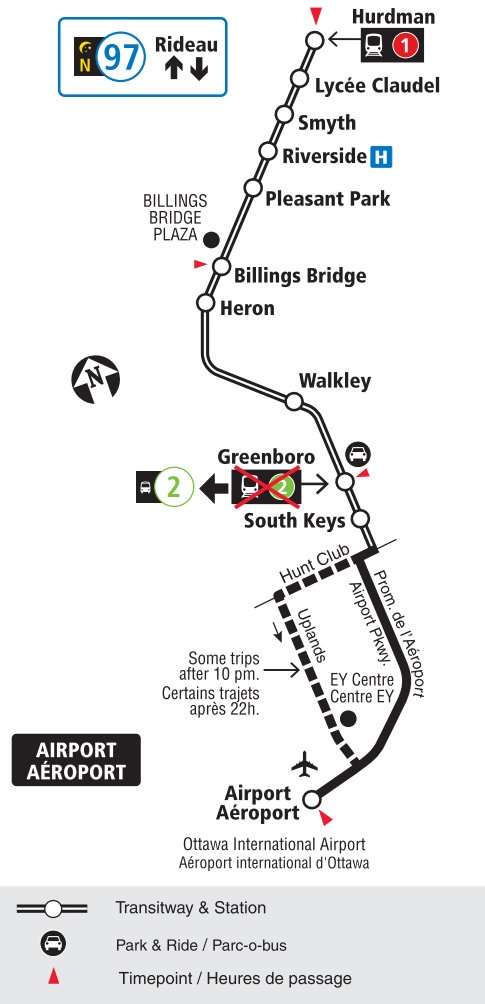 Hurdman
1
N
97
Rideau
Lycée Claudel
Smyth
Riverside H
Pleasant Park
BILLINGS
BRIDGE
PLAZA
Billings Bridge
Heron
N
Walkley
Greenboro
2
2
South Keys
Hunt Club
Uplands
Prom. de l'Aéroport
Airport Pkwy.
Some trips
after 10 pm.
Certains trajets
après 22h.
EY Centre
Centre EY
AIRPORT
AÉROPORT
Airport
Aéroport
Ottawa International Airport
Aéroport international d'Ottawa
Transitway & Station
Park & Ride / Parc-o-bus
Timepoint / Heures de passage